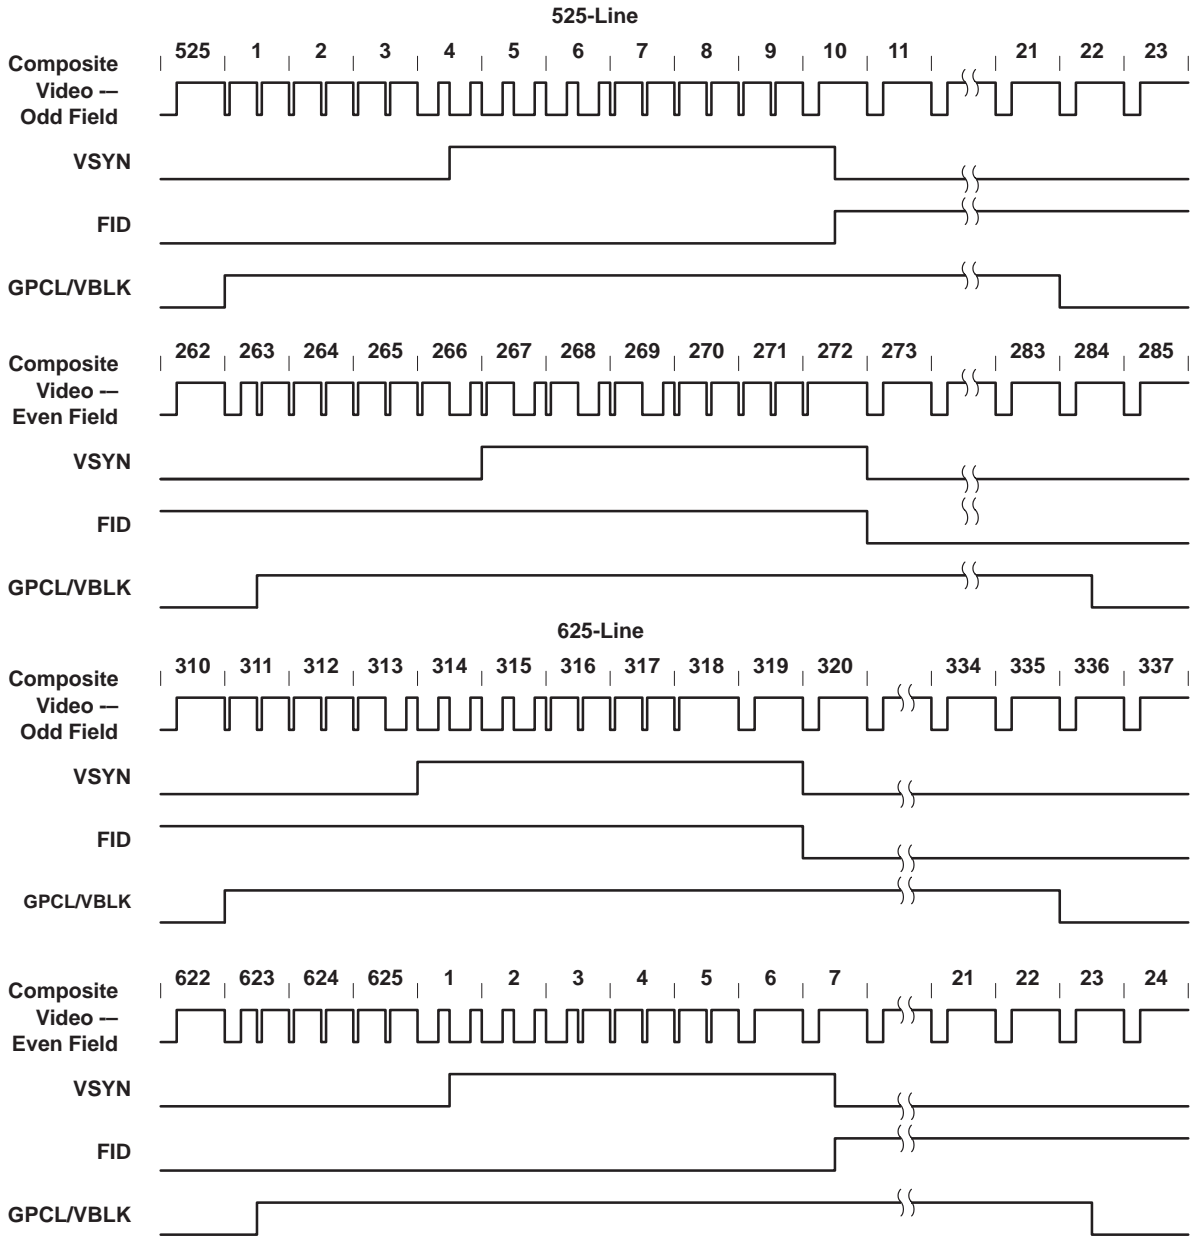 525-Line
525 1 2 3 4 5 6 7 8 9 10 11 21 22 23
Composite
Video —
Odd Field
VSYN
FID
GPCL/VBLK
262 263 264 265 266 267 268 269 270 271 272 273 283 284 285
Composite
Video —
Even Field
VSYN
FID
GPCL/VBLK
625-Line
310 311 312 313 314 315 316 317 318 319 320 334 335 336 337
Composite
Video —
Odd Field
VSYN
FID
GPCL/VBLK
622 623 624 625 1 2 3 4 5 6 7 21 22 23 24
Composite
Video —
Even Field
VSYN
FID
GPCL/VBLK